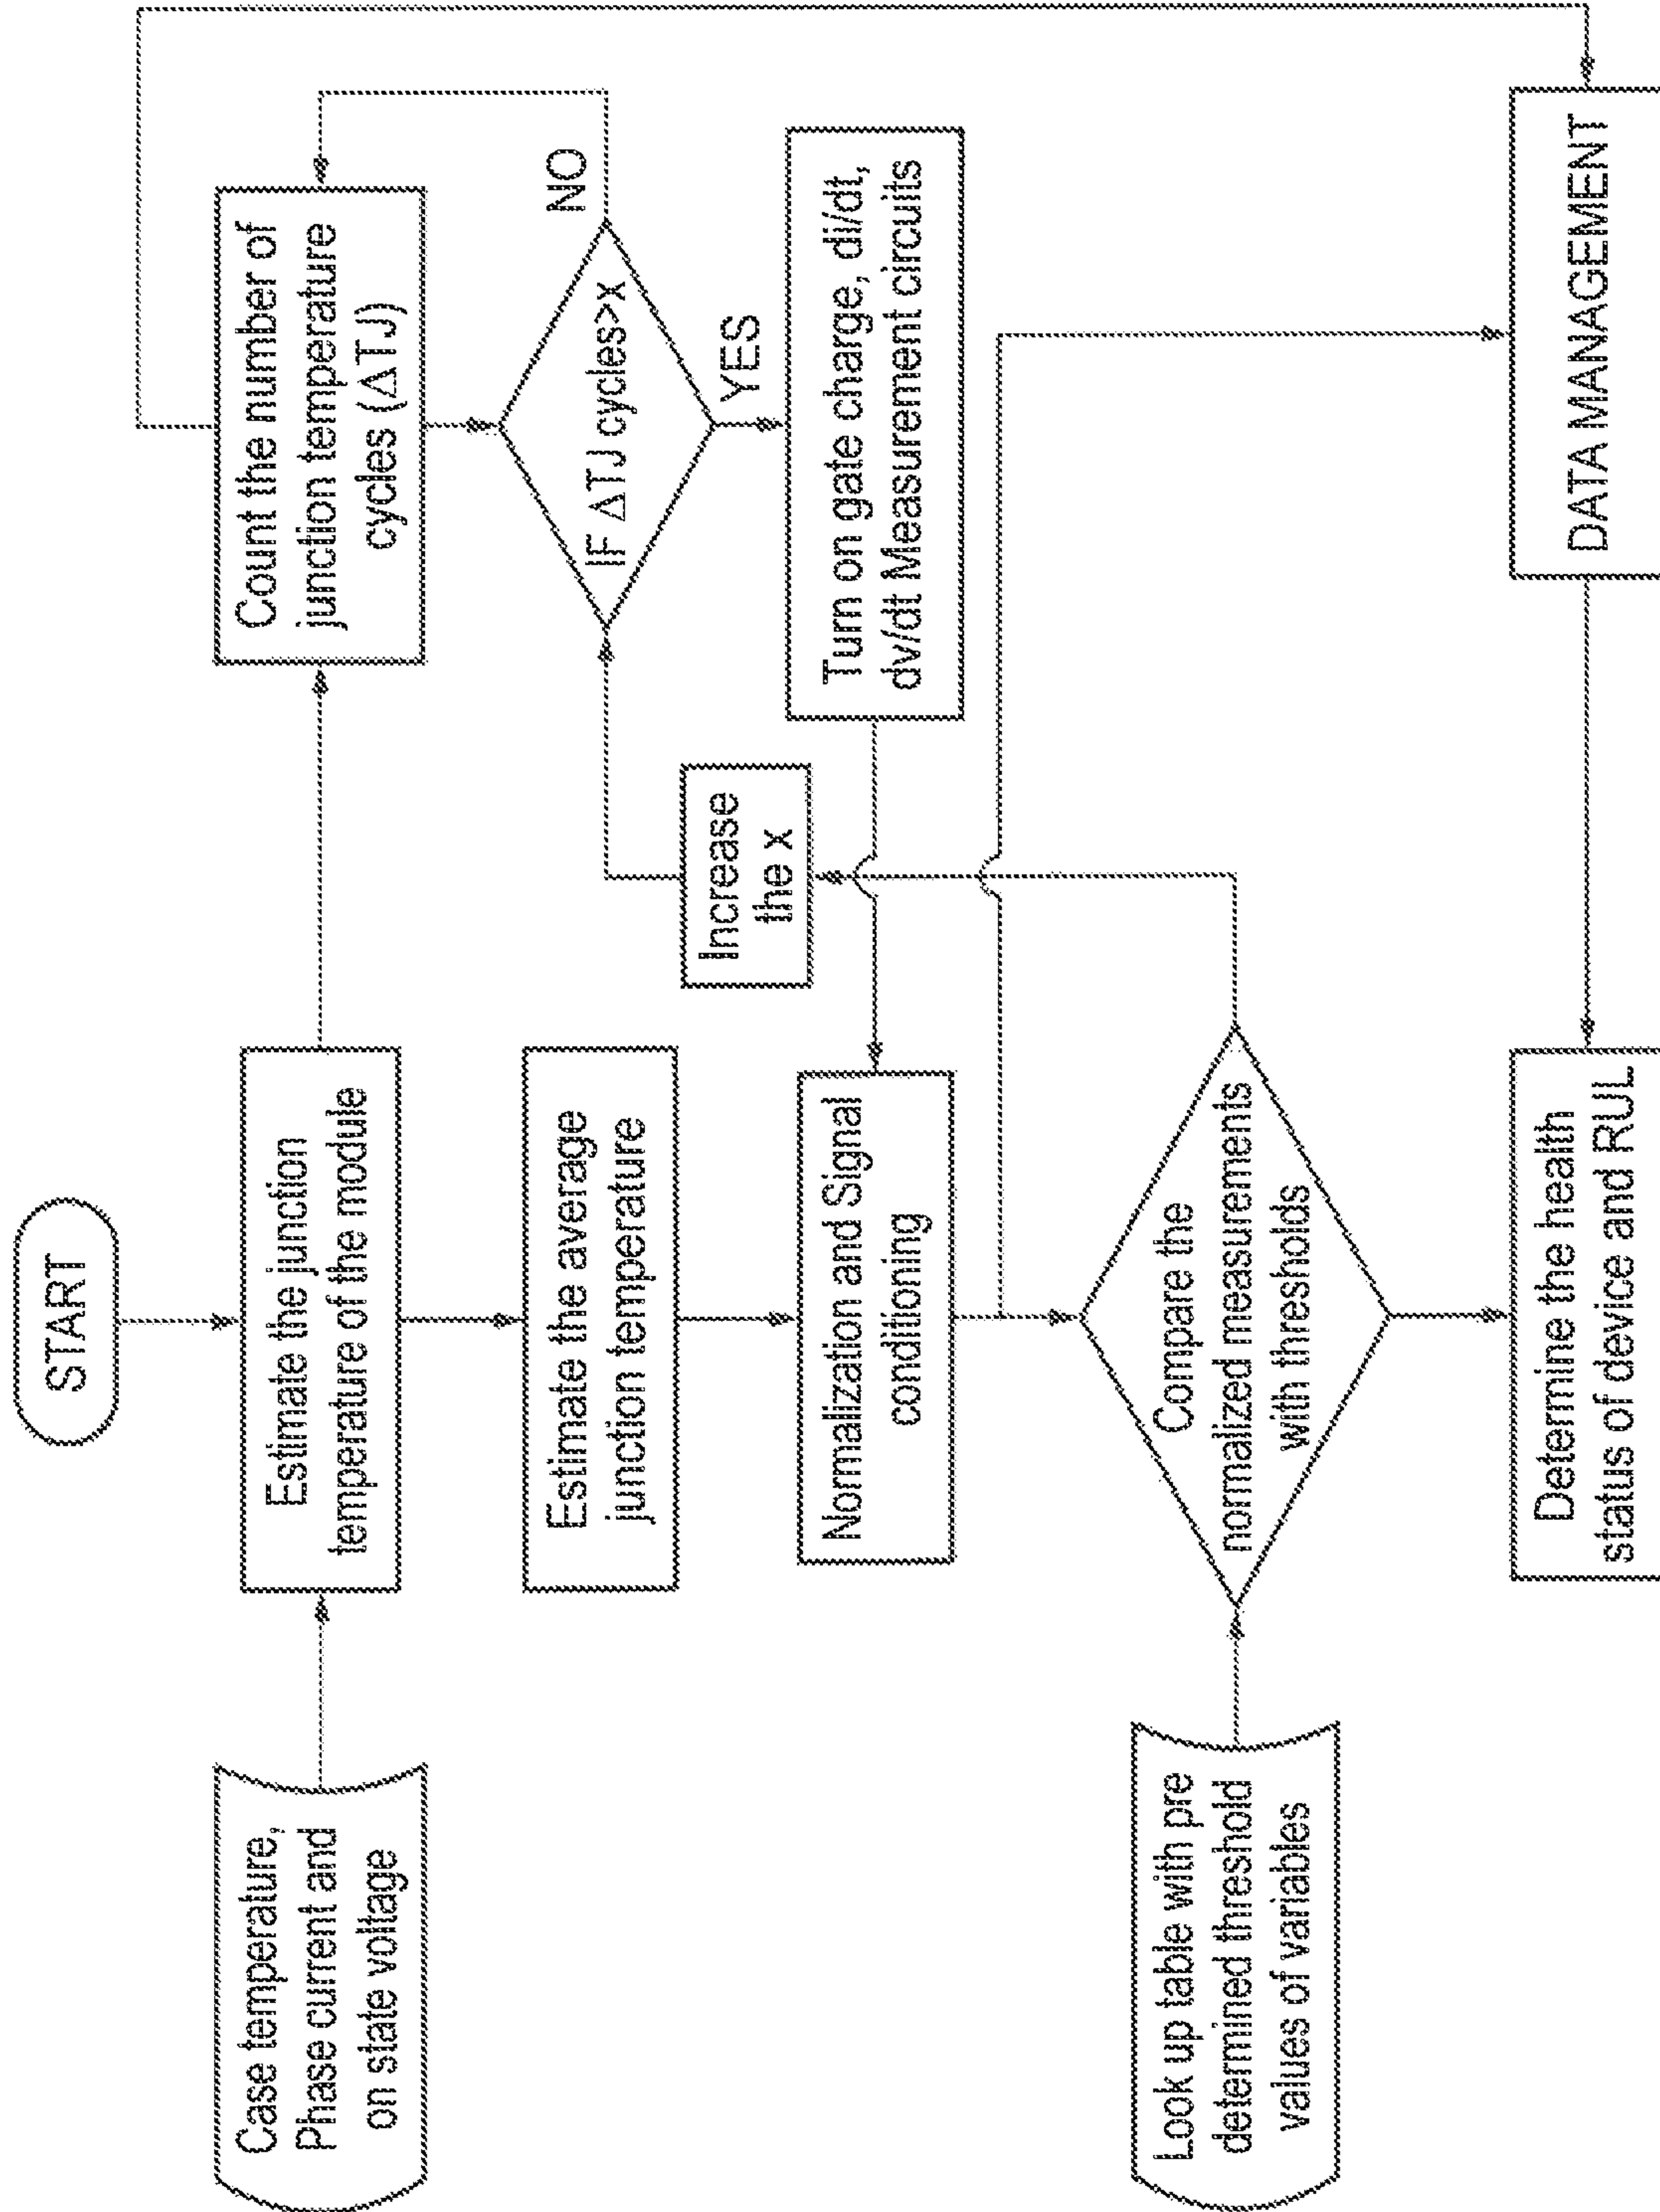 START
Case temperature,
Phase current and
on state voltage
Estimate the junction
temperature of the module
Count the number of
junction temperature
cycles (ΔTJ)
Estimate the average
junction temperature
IF ΔTJ cycles>x
NO
YES
Increase
the x
Turn on gate charge, di/dt,
dv/dt Measurement circuits
Normalization and Signal
conditioning
Look up table with pre
determined threshold
values of variables
Compare the
normalized measurements
with thresholds
Determine the health
status of device and RUL
DATA MANAGEMENT